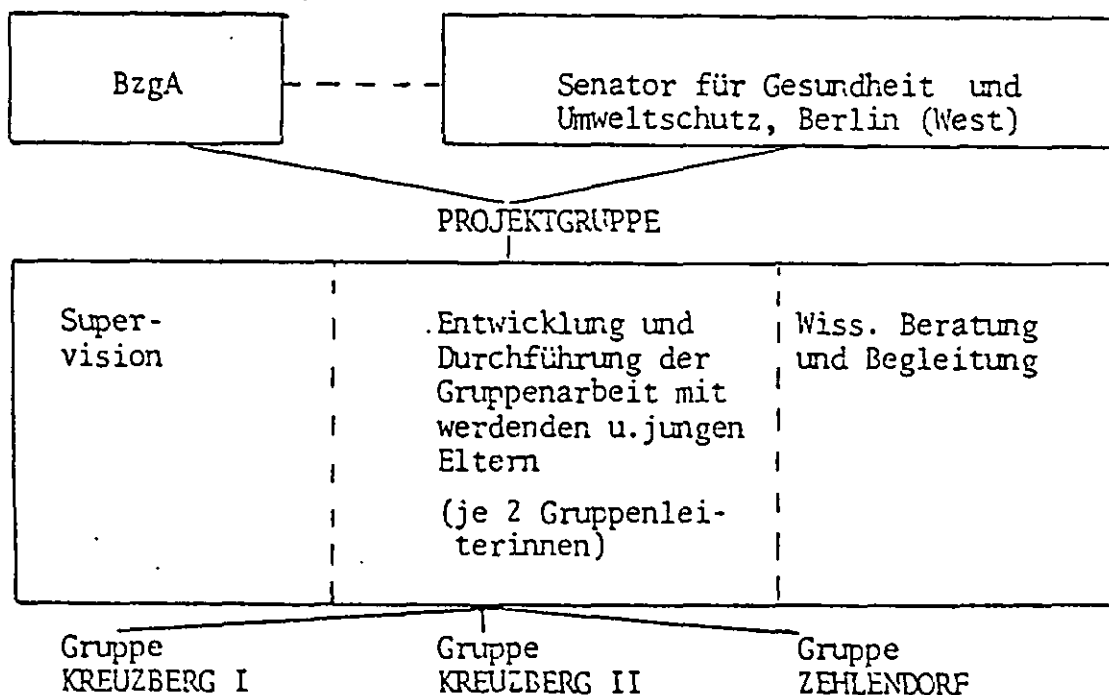 BzgA
Senator für Gesundheit und
Umweltschutz, Berlin (West)
PROJEKTGRUPPE
Super-
vision
Entwicklung und
Durchführung der
Gruppenarbeit mit
werdenden u.jungen
Eltern
(je 2 Gruppenlei-
terinnen)
Wiss. Beratung
und Begleitung
Gruppe
KREUZBERG I
Gruppe
KREUZBERG II
Gruppe
ZEHLENDORF